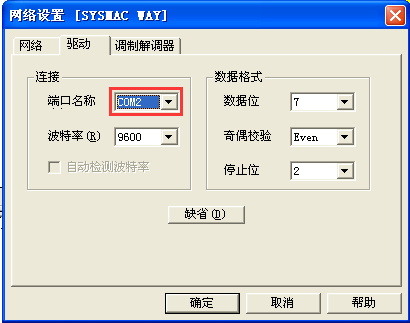 网络设置 [SYSMAC WAY]
网络 驱动 调制解调器
连接 数据格式
端口名称 COM2 数据位 7
波特率(R) 9600 奇偶校验 Even
自动检测波特率 停止位 2
缺省(D)
确定 取消 帮助